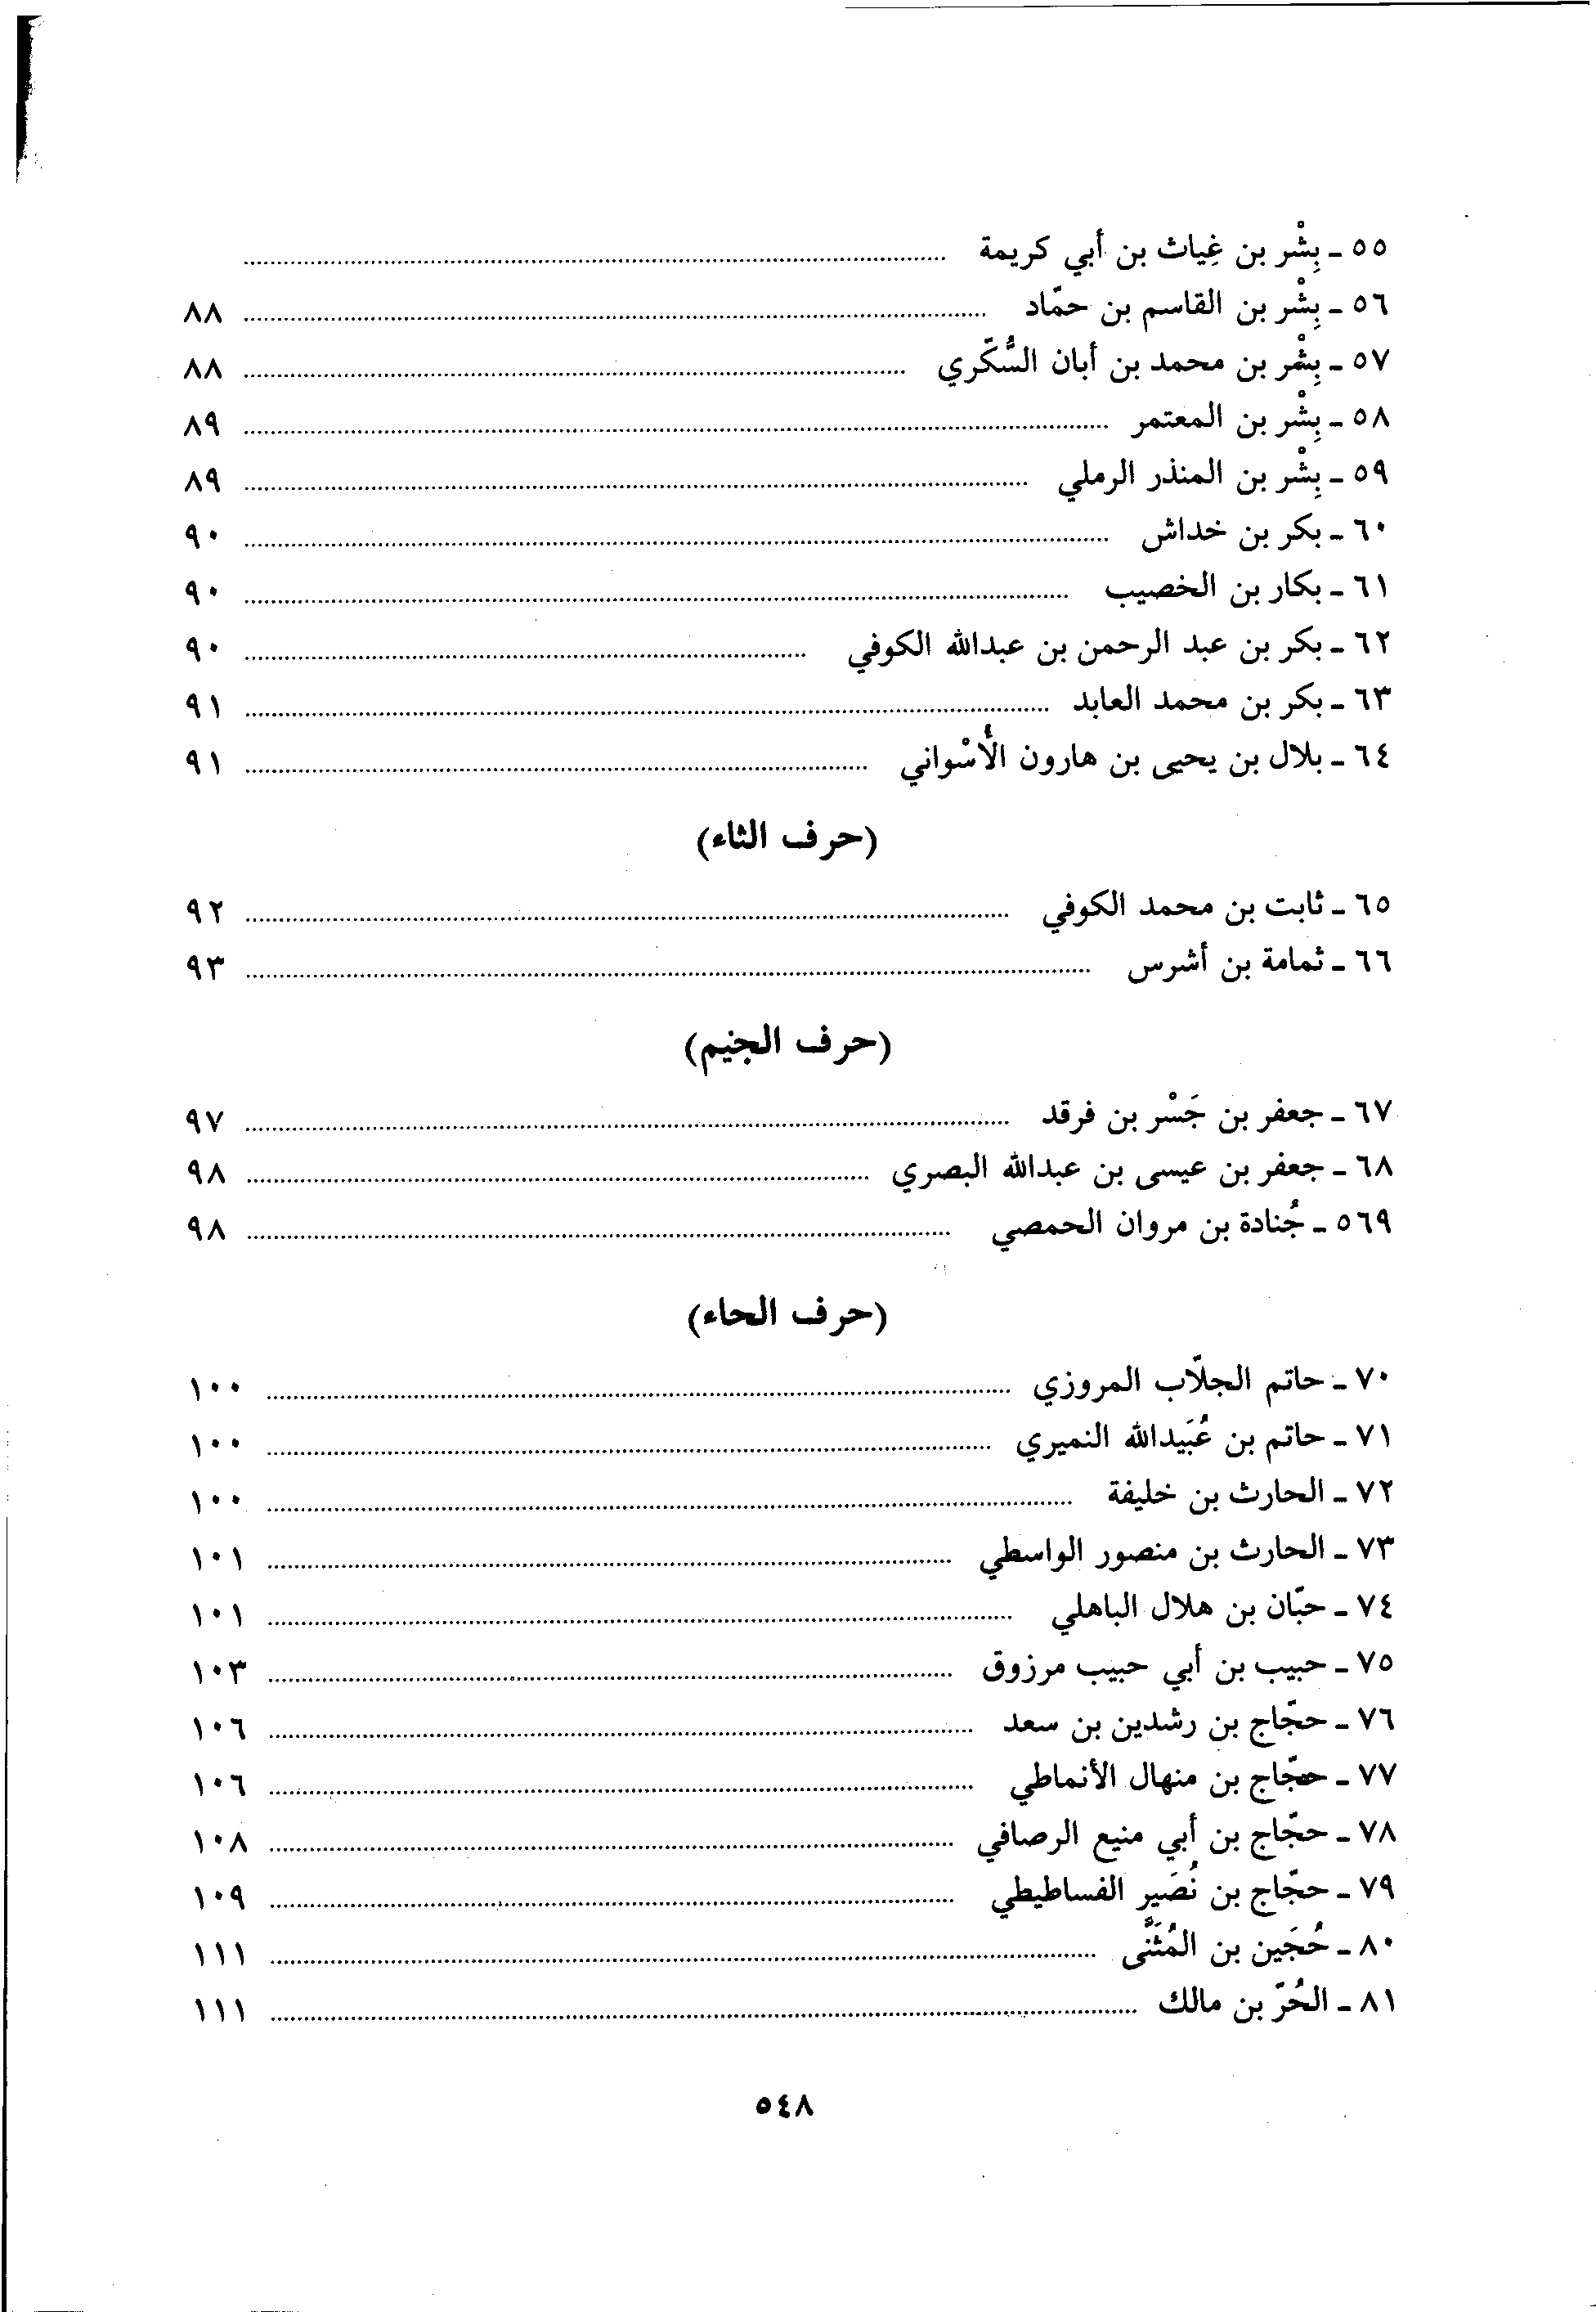 ٥٥ - بِشْر بن غِياث بن أبي كريمة ........................................
٥٦ - بِشْر بن القاسم بن حمّاد ........................................ ٨٨
٥٧ - بِشْر بن محمد بن أبان السُّكّري ........................................ ٨٨
٥٨ - بِشْر بن المعتمر ........................................ ٨٩
٥٩ - بِشْر بن المنذر الرملي ........................................ ٨٩
٦٠ - بكر بن خداش ........................................ ٩٠
٦١ - بكار بن الخصيب ........................................ ٩٠
٦٢ - بكر بن عبد الرحمن بن عبدالله الكوفي ........................................ ٩٠
٦٣ - بكر بن محمد العابد ........................................ ٩١
٦٤ - بلال بن يحيى بن هارون الأُسْواني ........................................ ٩١
(حرف الثاء)
٦٥ - ثابت بن محمد الكوفي ........................................ ٩٢
٦٦ - ثمامة بن أشرس ........................................ ٩٣
(حرف الجنيم)
٦٧ - جعفر بن جَسْر بن فرقد ........................................ ٩٧
٦٨ - جعفر بن عيسى بن عبدالله البصري ........................................ ٩٨
٥٦٩ - جُنادة بن مروان الحمصي ........................................ ٩٨
(حرف الحاء)
٧٠ - حاتم الجلّاب المروزي ........................................ ١٠٠
٧١ - حاتم بن عُبَيدالله النميري ........................................ ١٠٠
٧٢ - الحارث بن خليفة ........................................ ١٠٠
٧٣ - الحارث بن منصور الواسطي ........................................ ١٠١
٧٤ - حبّان بن هلال الباهلي ........................................ ١٠١
٧٥ - حبيب بن أبي حبيب مرزوق ........................................ ١٠٣
٧٦ - حجّاج بن رشدين بن سعد ........................................ ١٠٦
٧٧ - حجّاج بن منهال الأنماطي ........................................ ١٠٦
٧٨ - حجّاج بن أبي منيع الرصافي ........................................ ١٠٨
٧٩ - حجّاج بن نُصَير الفساطيطي ........................................ ١٠٩
٨٠ - حُجَين بن المُثَنَّى ........................................ ١١١
٨١ - الحُرّ بن مالك ........................................ ١١١
٥٤٨